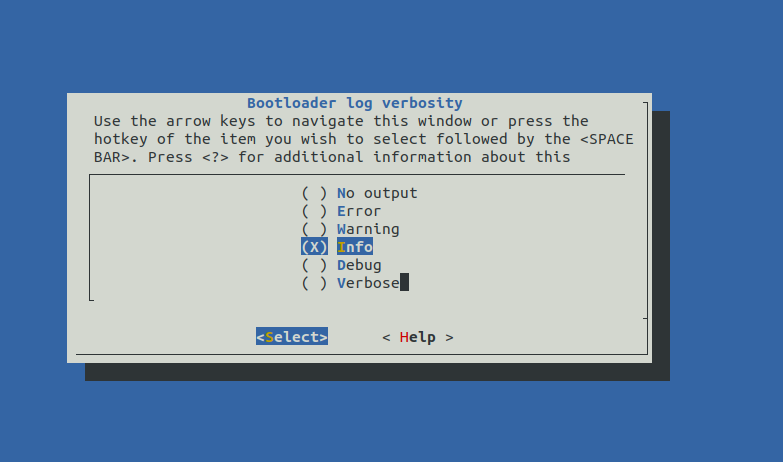 Bootloader log verbosity
Use the arrow keys to navigate this window or press the
hotkey of the item you wish to select followed by the <SPACE
BAR>. Press <?> for additional information about this
( ) No output
( ) Error
( ) Warning
(X) Info
( ) Debug
( ) Verbose
<Select> < Help >